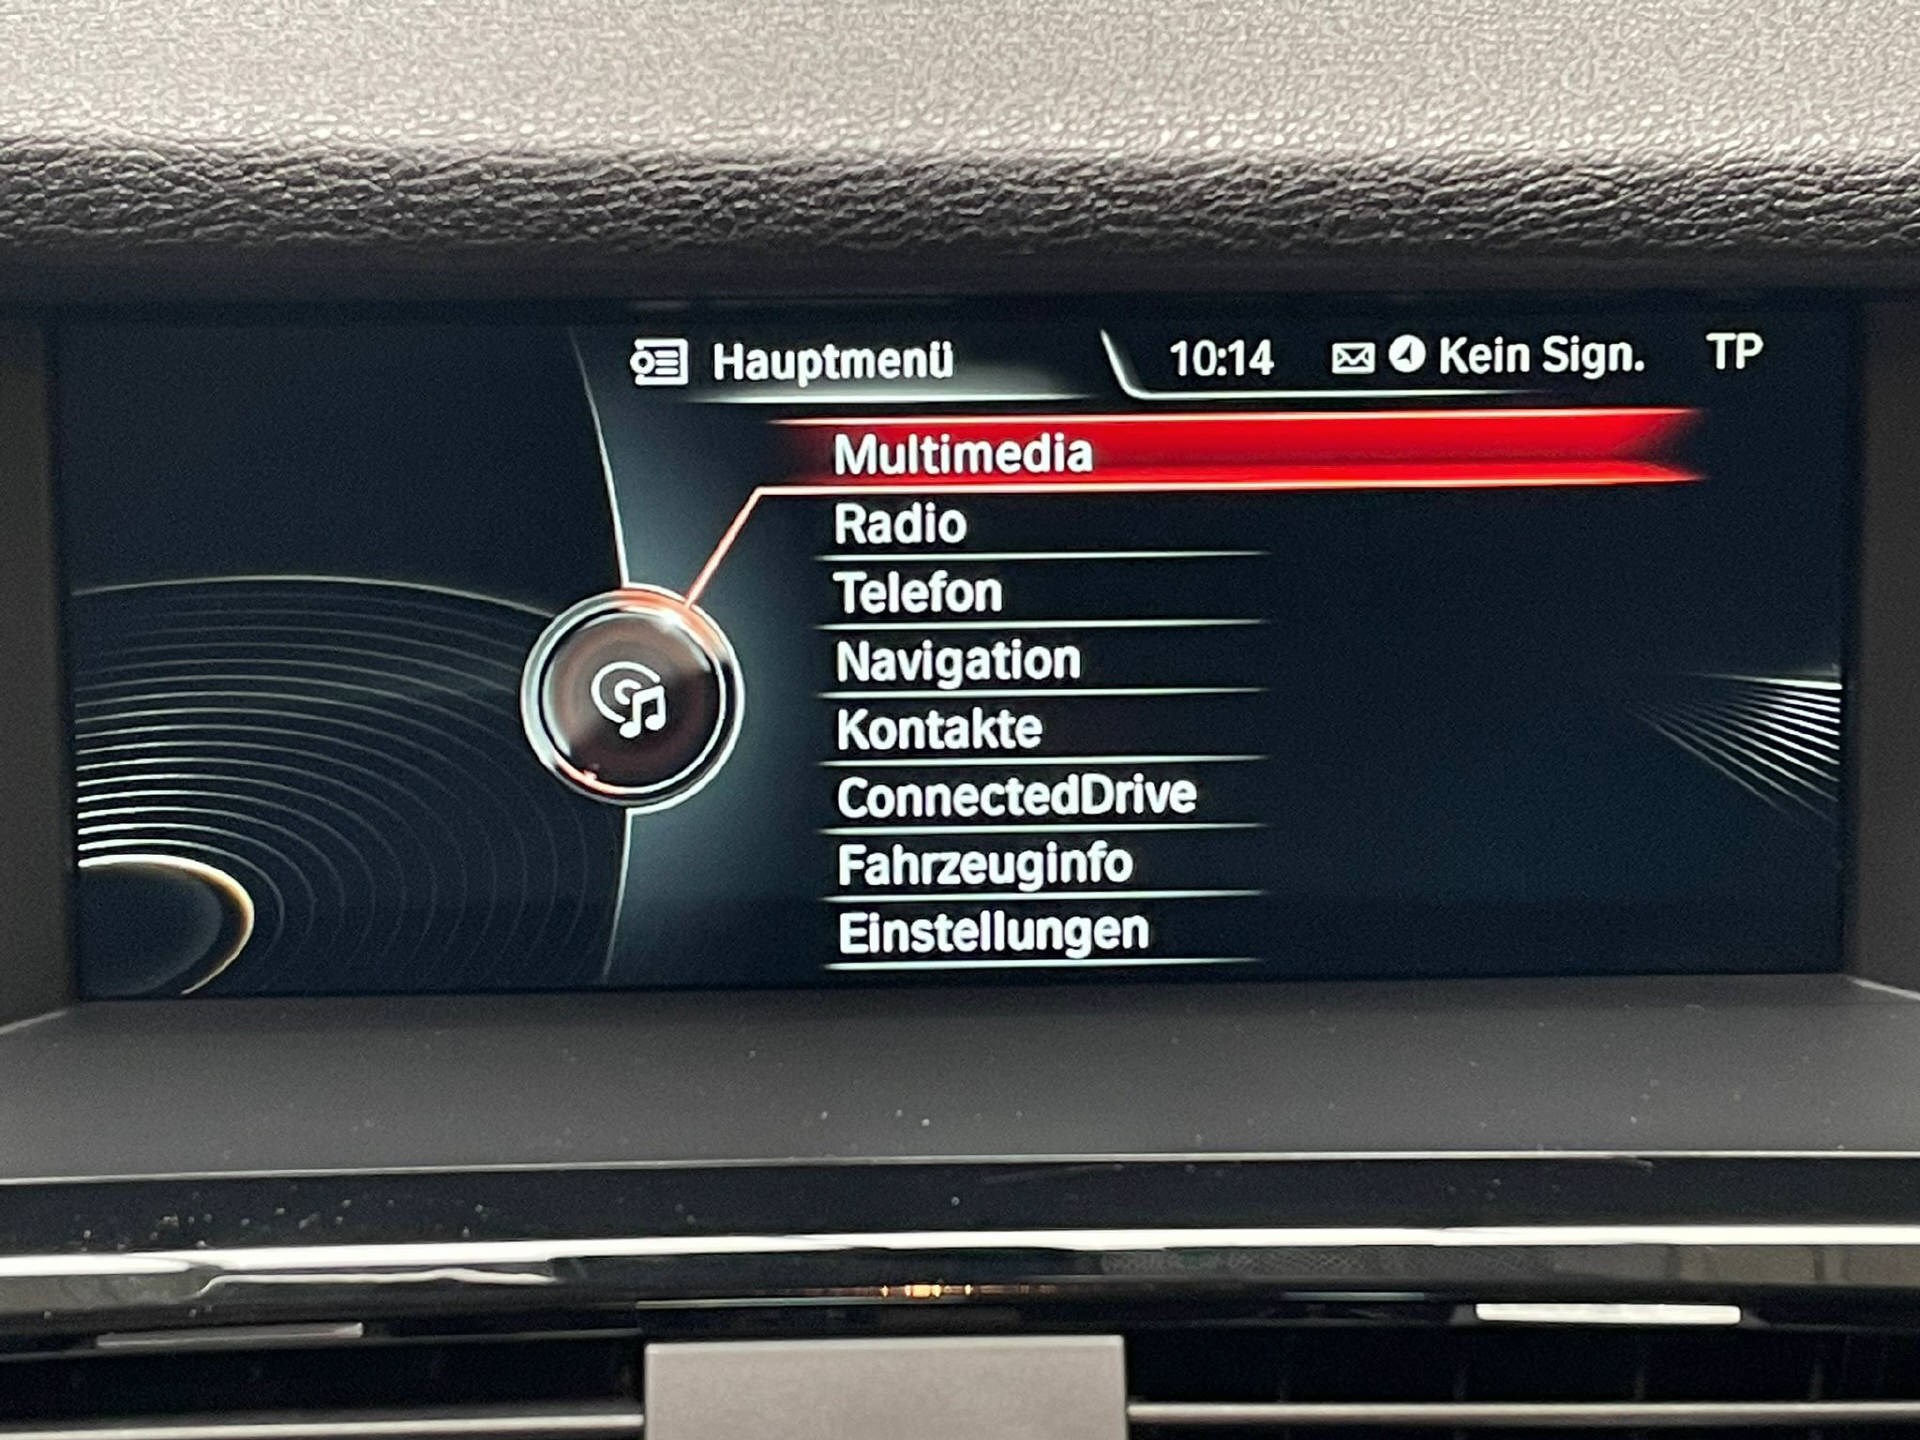 Hauptmenü 10:14 Kein Sign. TP
Multimedia
Radio
Telefon
Navigation
Kontakte
ConnectedDrive
Fahrzeuginfo
Einstellungen